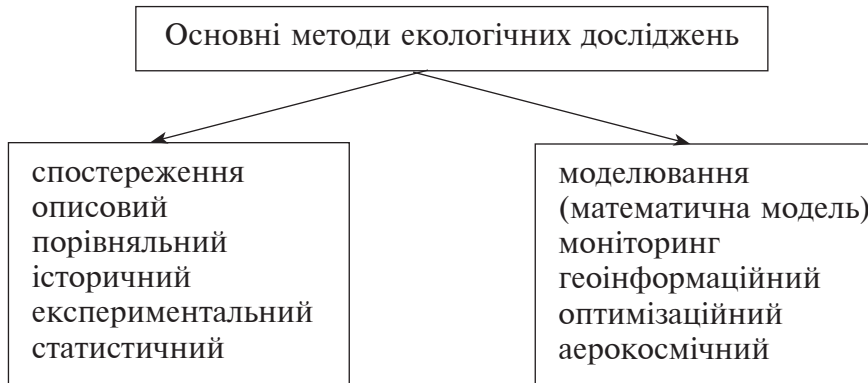 Основні методи екологічних досліджень
спостереження
описовий
порівняльний
історичний
експериментальний
статистичний
моделювання
(математична модель)
моніторинг
геоінформаційний
оптимізаційний
аерокосмічний